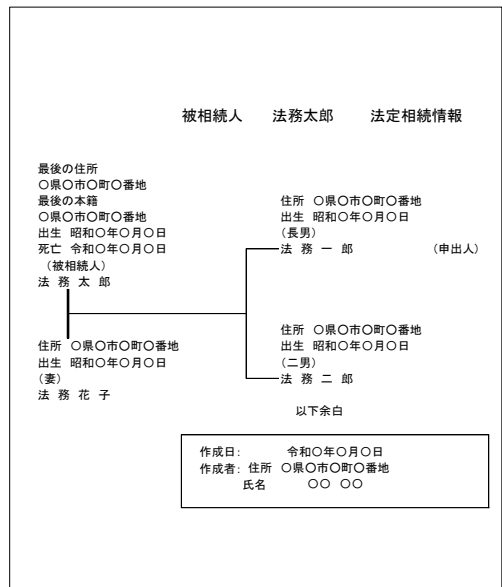 被相続人 法務太郎 法定相続情報
最後の住所
○県○市○町○番地
最後の本籍
○県○市○町○番地
出生 昭和○年○月○日
死亡 令和○年○月○日
(被相続人)
法 務 太 郎
住所 ○県○市○町○番地
出生 昭和○年○月○日
(長男)
法 務 一 郎 (申出人)
住所 ○県○市○町○番地
出生 昭和○年○月○日
(妻)
法 務 花 子
住所 ○県○市○町○番地
出生 昭和○年○月○日
(二男)
法 務 二 郎
以下余白
作成日: 令和○年○月○日
作成者: 住所 ○県○市○町○番地
氏名 ○○ ○○